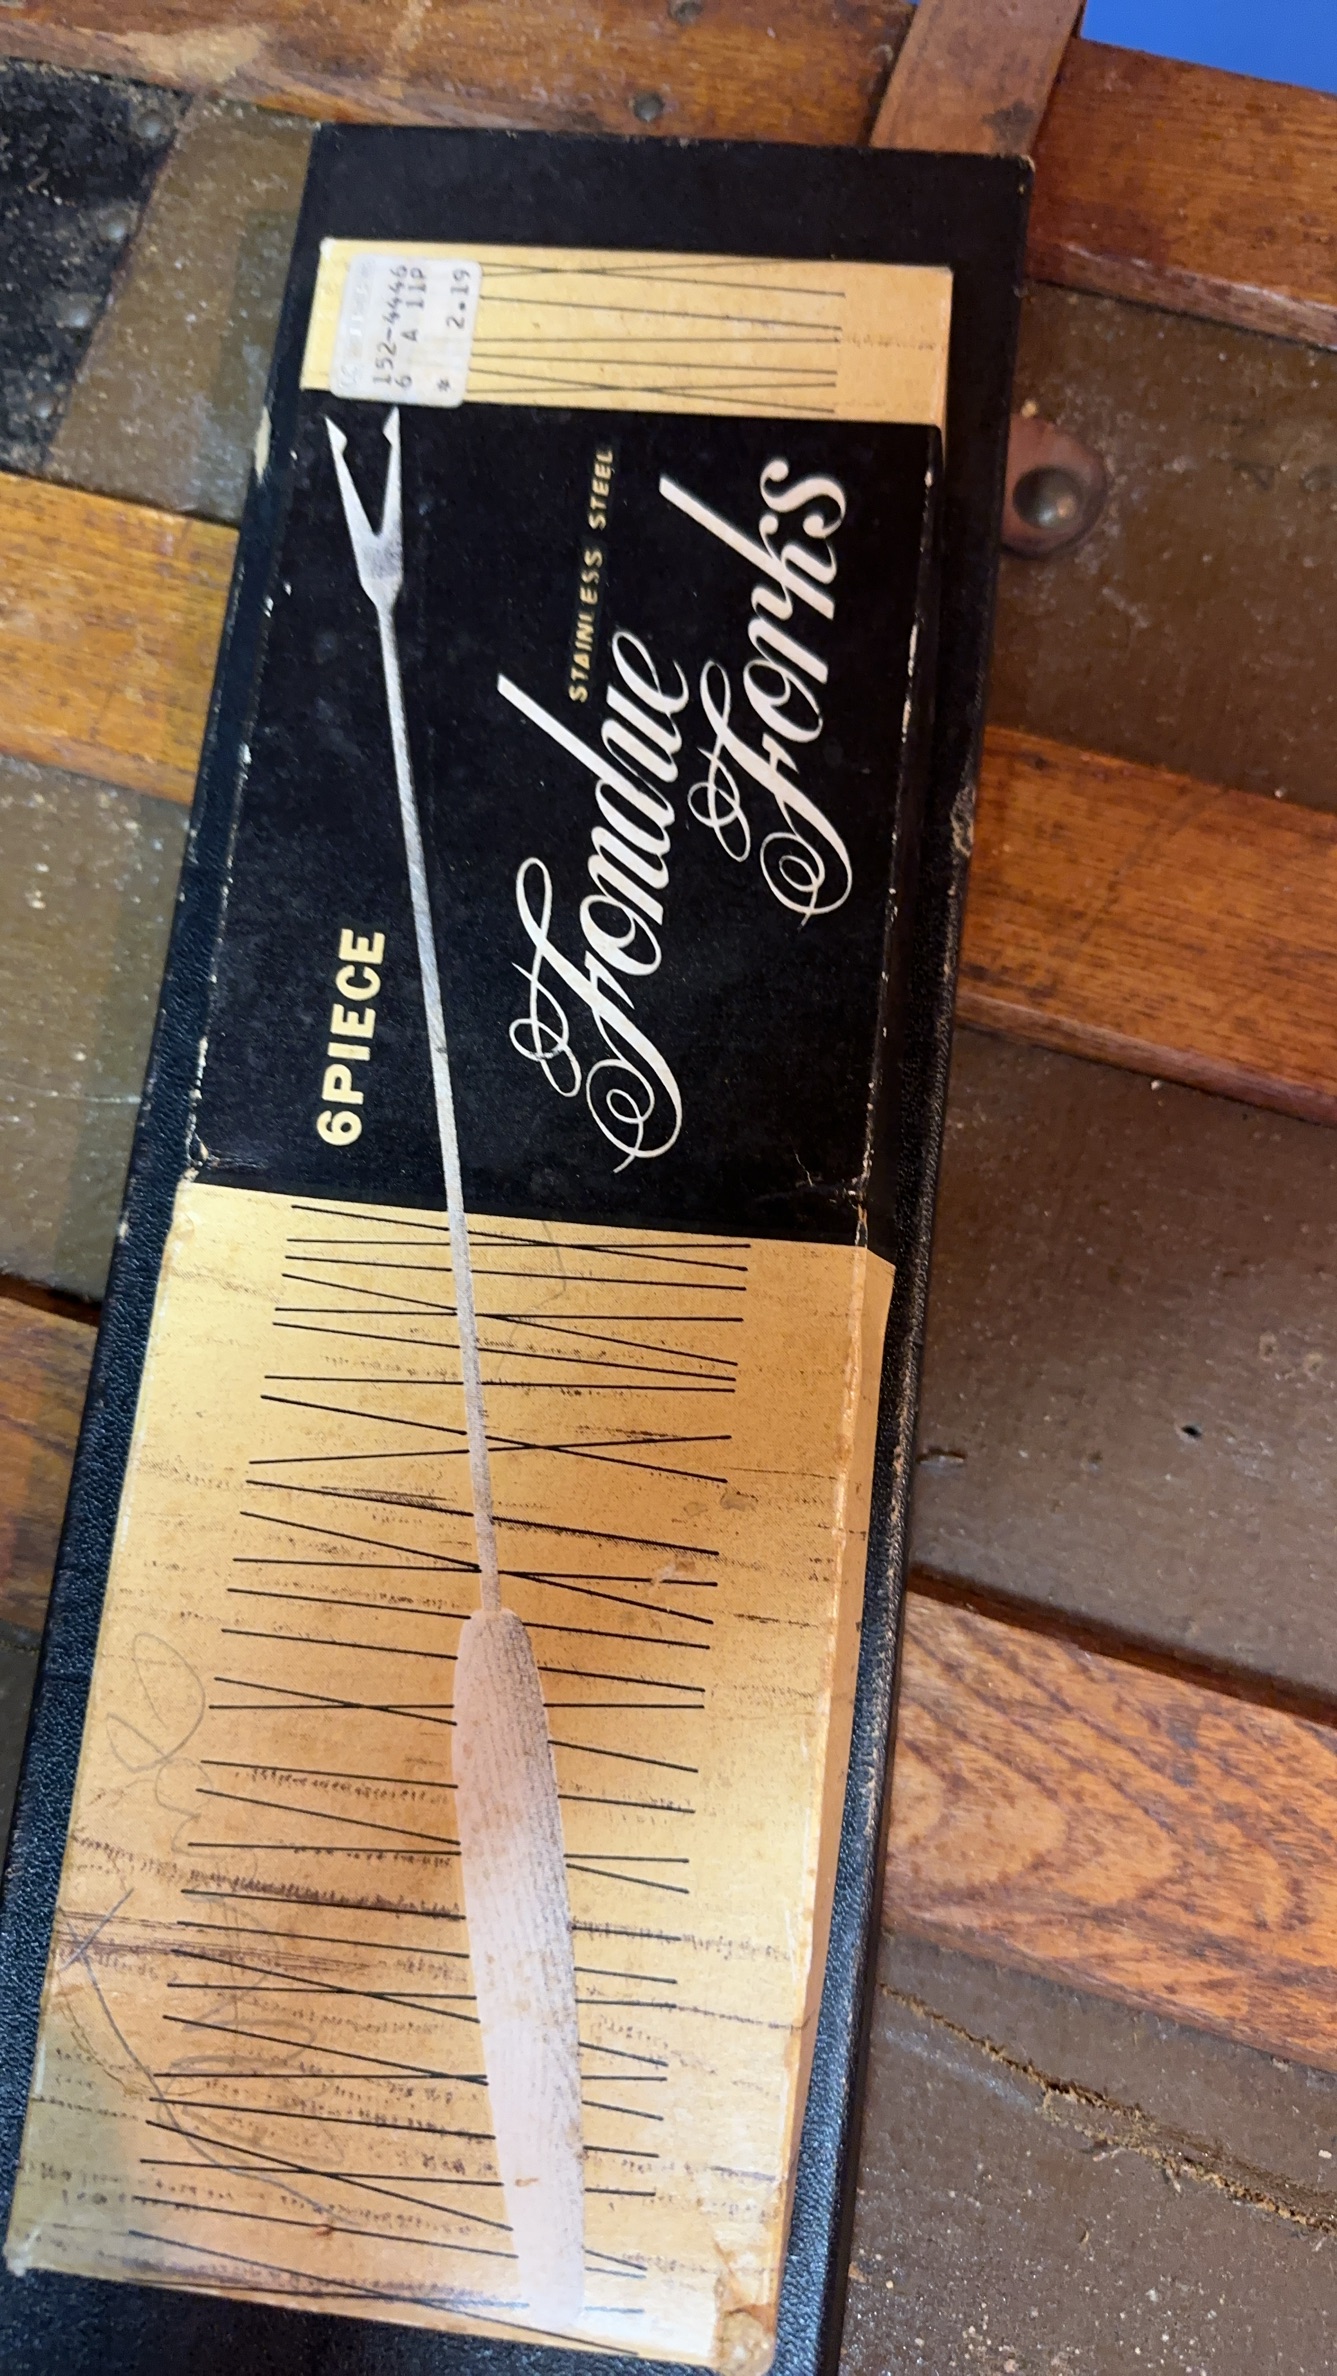 152-4446
6 A 11P
* 2.19
STAINLESS STEEL
Fondue
Forks
6PIECE